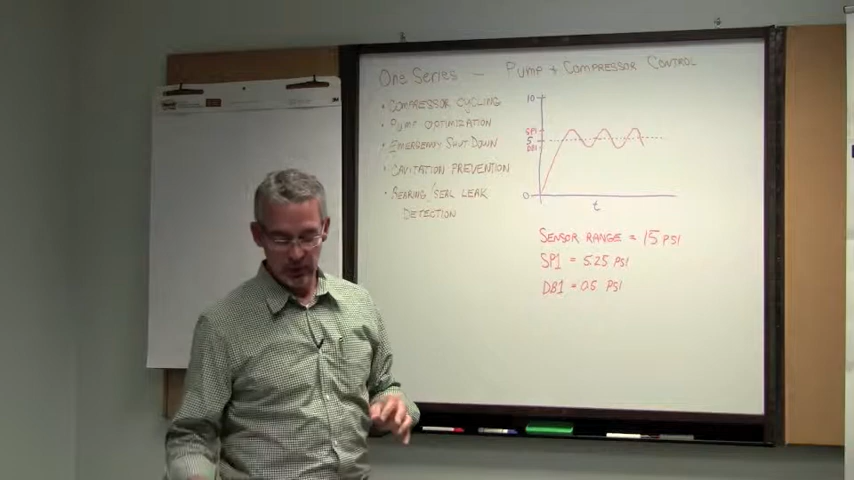 One Series — Pump + Compressor Control
• Compressor Cycling
• Pump Optimization
• Emergency Shut Down
• Cavitation Prevention
• Bearing/Seal Leak
Detection
10
SP1
5
DB1
0
t
Sensor Range = 15 PSI
SP1 = 5.25 PSI
DB1 = 0.5 PSI